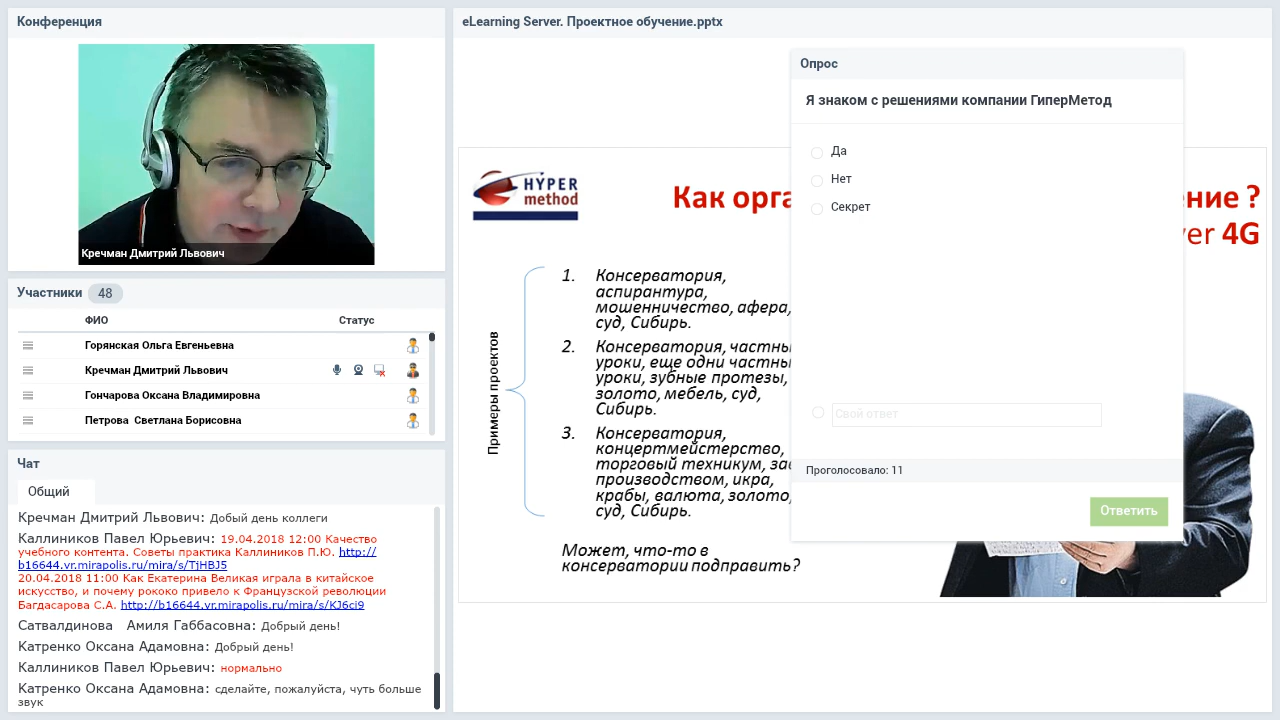 Конференция
Кречман Дмитрий Львович
Участники 48
ФИО Статус
Горянская Ольга Евгеньевна
Кречман Дмитрий Львович
Гончарова Оксана Владимировна
Петрова Светлана Борисовна
Чат
Общий
Кречман Дмитрий Львович: Добый день коллеги
Каллиников Павел Юрьевич: 19.04.2018 12:00 Качество
учебного контента. Советы практика Каллиников П.Ю. http://
b16644.vr.mirapolis.ru/mira/s/TjHBJ5
20.04.2018 11:00 Как Екатерина Великая играла в китайское
искусство, и почему рококо привело к Французской революции
Багдасарова С.А. http://b16644.vr.mirapolis.ru/mira/s/KJ6ci9
Сатвалдинова Амиля Габбасовна: Добрый день!
Катренко Оксана Адамовна: Добрый день!
Каллиников Павел Юрьевич: нормально
Катренко Оксана Адамовна: сделайте, пожалуйста, чуть больше
звук
eLearning Server. Проектное обучение.pptx
HYPER
method
Как орга ние ?
ver 4G
Примеры проектов
1. Консерватория,
аспирантура,
мошенничество, афера,
суд, Сибирь.
2. Консерватория, частны
уроки, еще одни частны
уроки, зубные протезы,
золото, мебель, суд,
Сибирь.
3. Консерватория,
концертмейстерство,
торговый техникум, зав
производством, икра,
крабы, валюта, золото,
суд, Сибирь.
Может, что-то в
консерватории подправить?
Опрос
Я знаком с решениями компании ГиперМетод
Да
Нет
Секрет
Свой ответ
Проголосовало: 11
Ответить